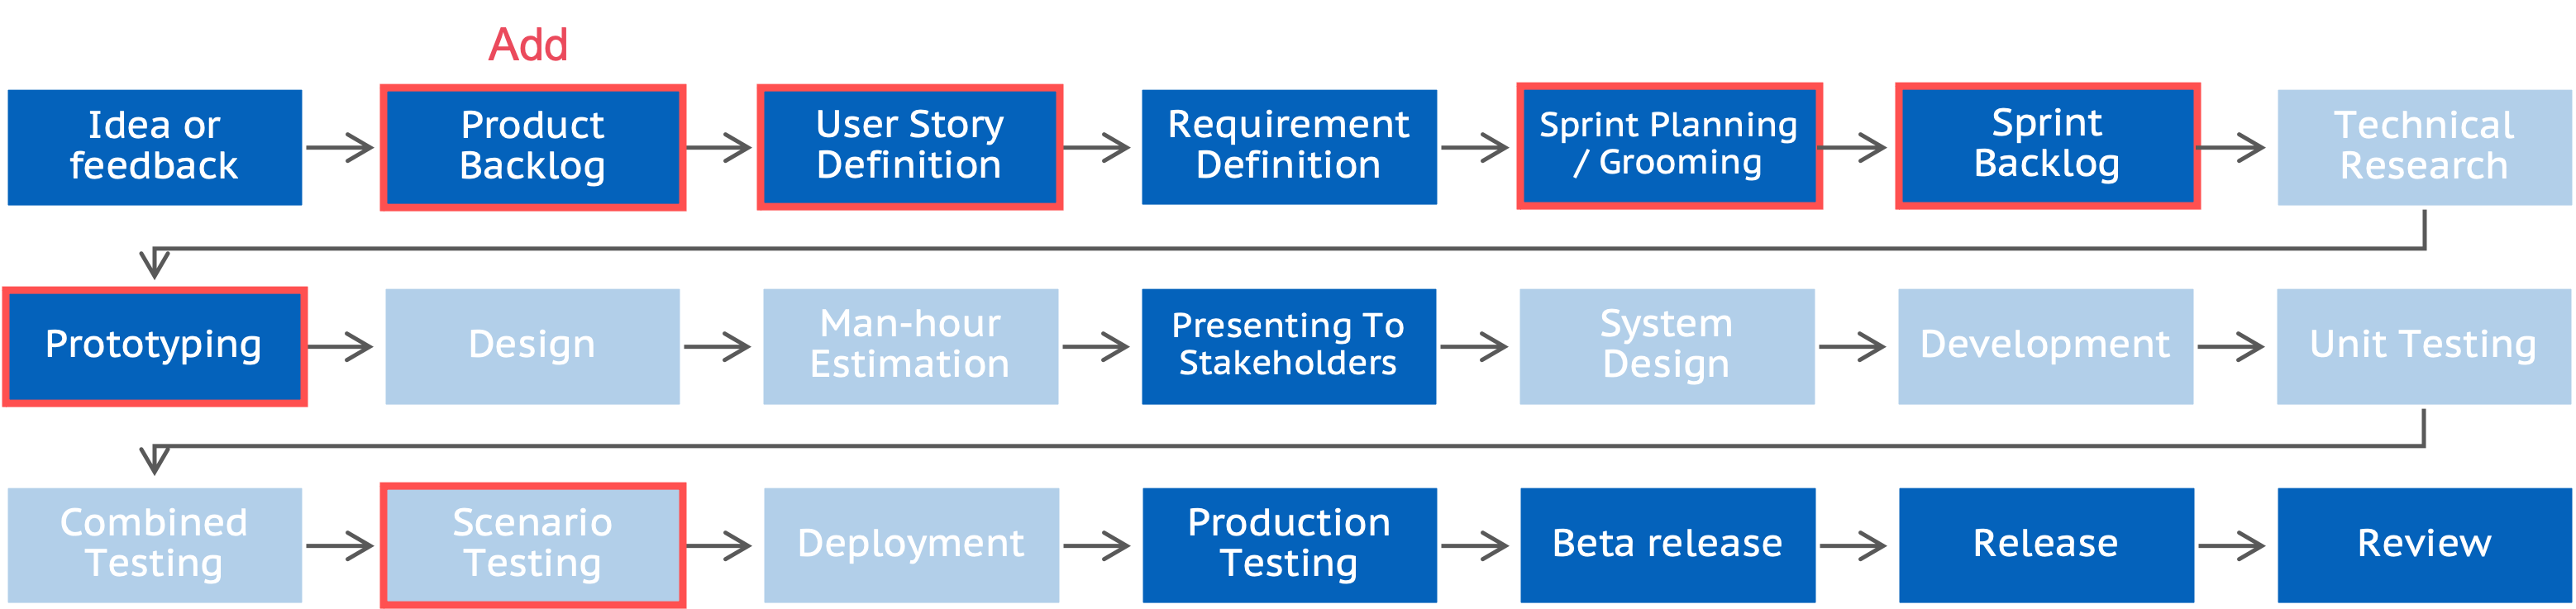 Add
Idea or
feedback
Product
Backlog
User Story
Definition
Requirement
Definition
Sprint Planning
/ Grooming
Sprint
Backlog
Technical
Research
Prototyping
Design
Man-hour
Estimation
Presenting To
Stakeholders
System
Design
Development
Unit Testing
Combined
Testing
Scenario
Testing
Deployment
Production
Testing
Beta release
Release
Review